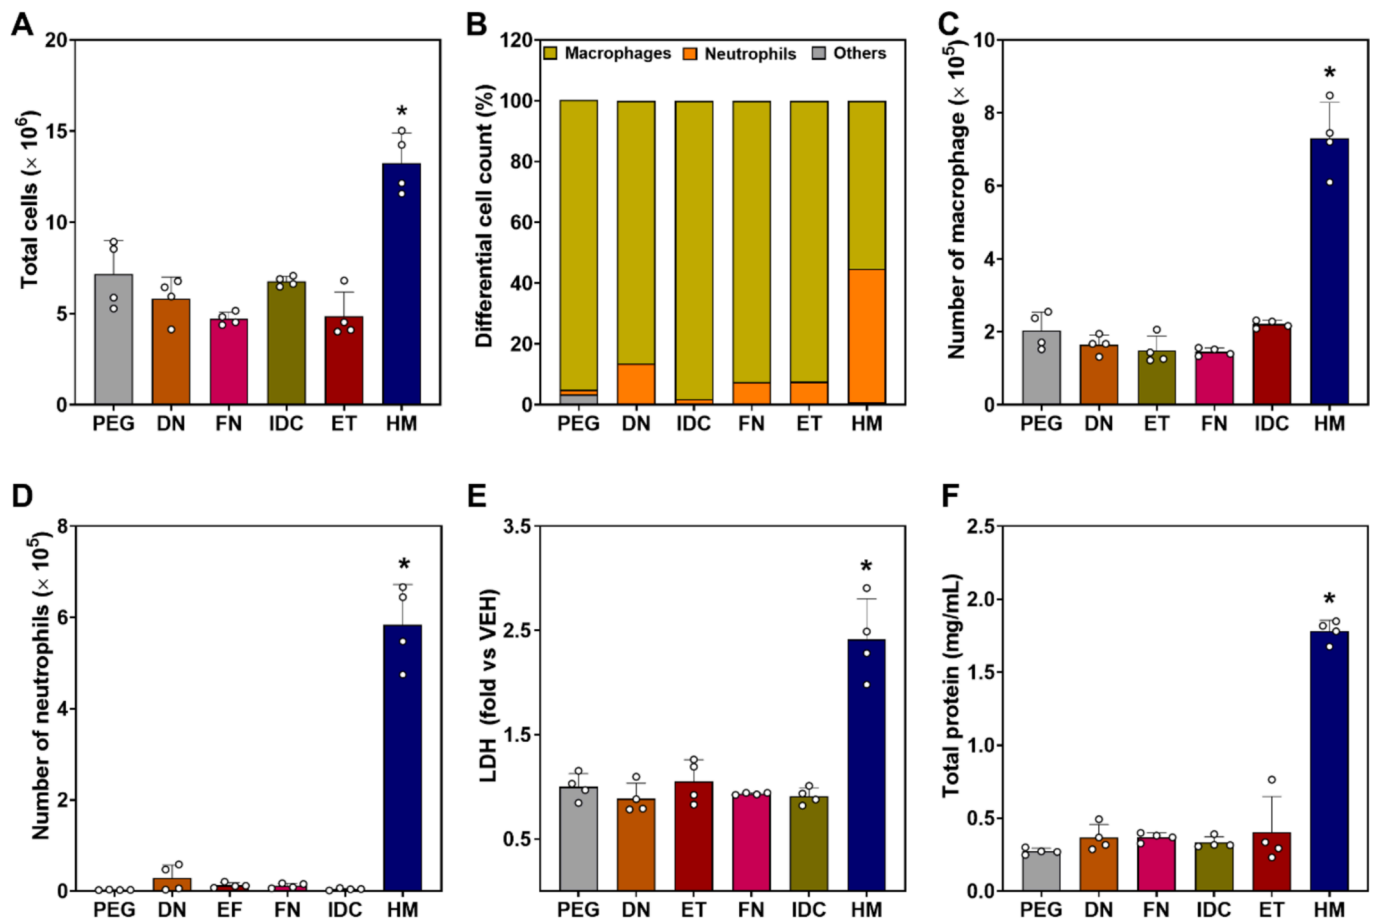 A
Total cells (× 10⁶)
20
15
10
5
0
PEG DN FN IDC ET HM
*
B
Differential cell count (%)
120
100
80
60
40
20
0
Macrophages Neutrophils Others
PEG DN IDC FN ET HM
C
Number of macrophage (× 10⁵)
10
8
6
4
2
0
PEG DN ET FN IDC HM
*
D
Number of neutrophils (× 10⁵)
8
6
4
2
0
PEG DN EF FN IDC HM
*
E
LDH (fold vs VEH)
3.5
2.5
1.5
0.5
PEG DN ET FN IDC HM
*
F
Total protein (mg/mL)
2.5
2.0
1.5
1.0
0.5
0.0
PEG DN FN IDC ET HM
*